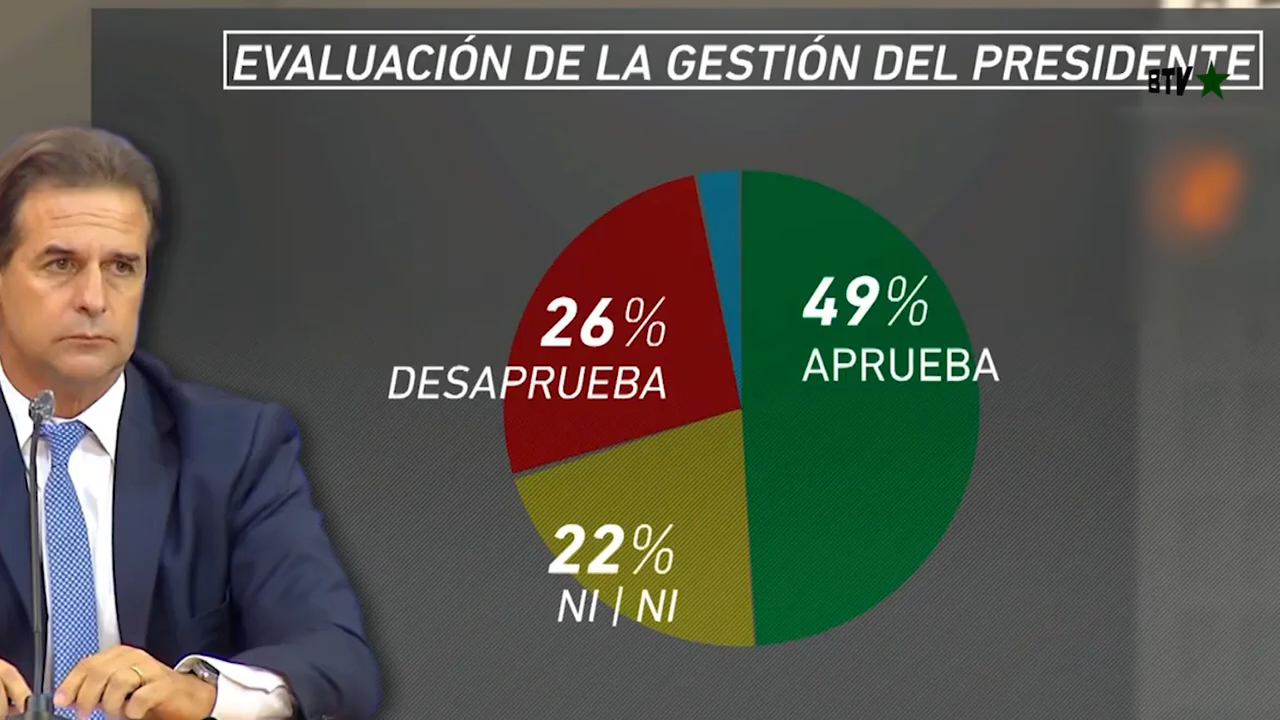 EVALUACIÓN DE LA GESTIÓN DEL PRESIDENTE
BTV
49%
APRUEBA
26%
DESAPRUEBA
22%
NI | NI